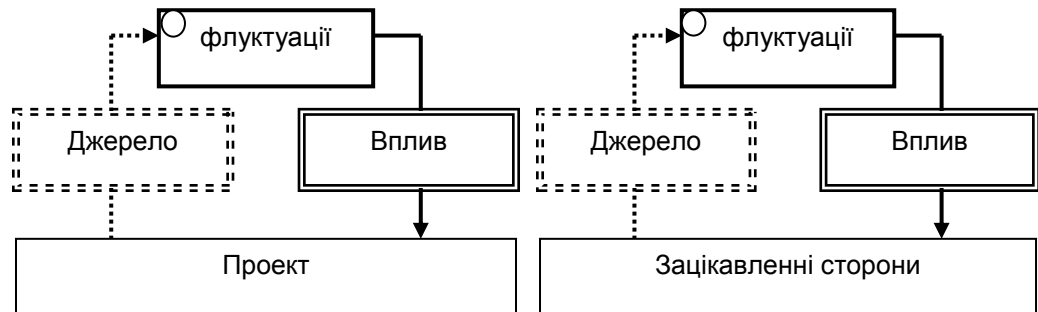 флуктуації
флуктуації
Джерело
Вплив
Джерело
Вплив
Проект
Зацікавленні сторони